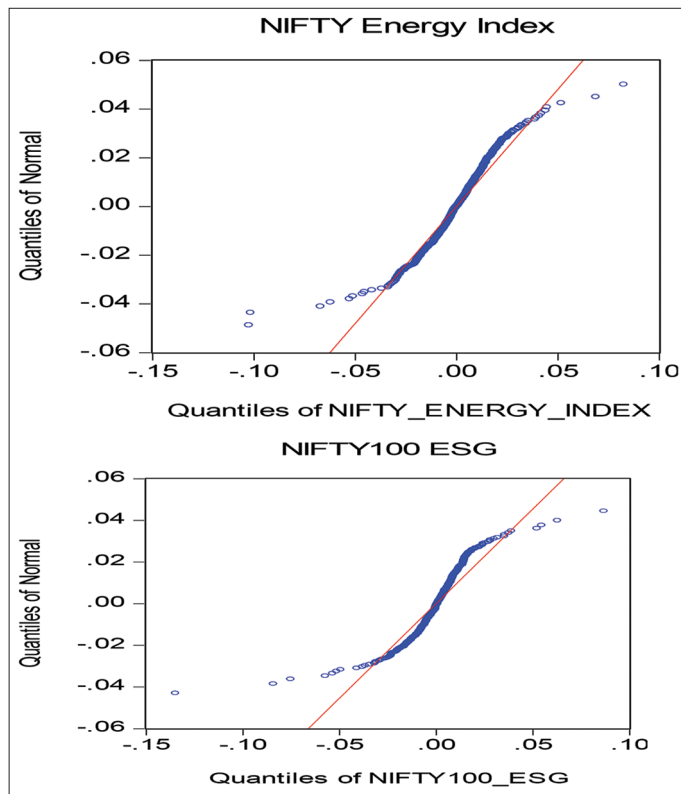 NIFTY Energy Index
.06
.04
.02
.00
-.02
-.04
-.06
Quantiles of Normal
-.15 -.10 -.05 .00 .05 .10
Quantiles of NIFTY_ENERGY_INDEX
NIFTY100 ESG
.06
.04
.02
.00
-.02
-.04
-.06
Quantiles of Normal
-.15 -.10 -.05 .00 .05 .10
Quantiles of NIFTY100_ESG